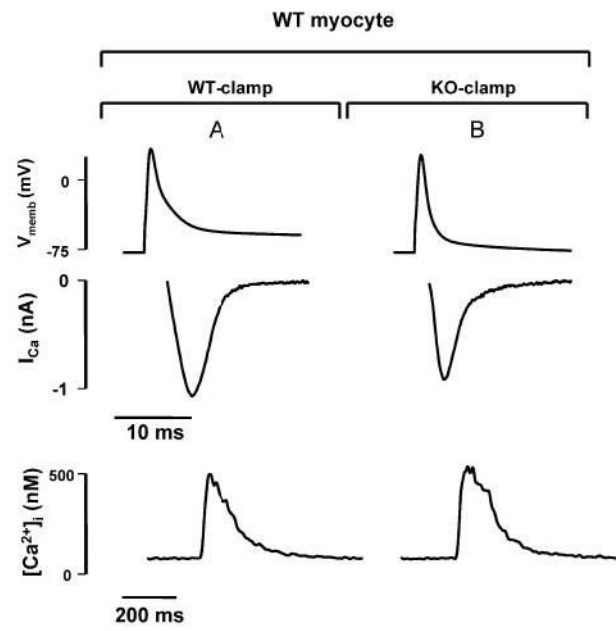 WT myocyte
WT-clamp
KO-clamp
A
B
V_memb (mV)
0
-75
I_Ca (nA)
0
-1
10 ms
[Ca²⁺]_i (nM)
500
0
200 ms